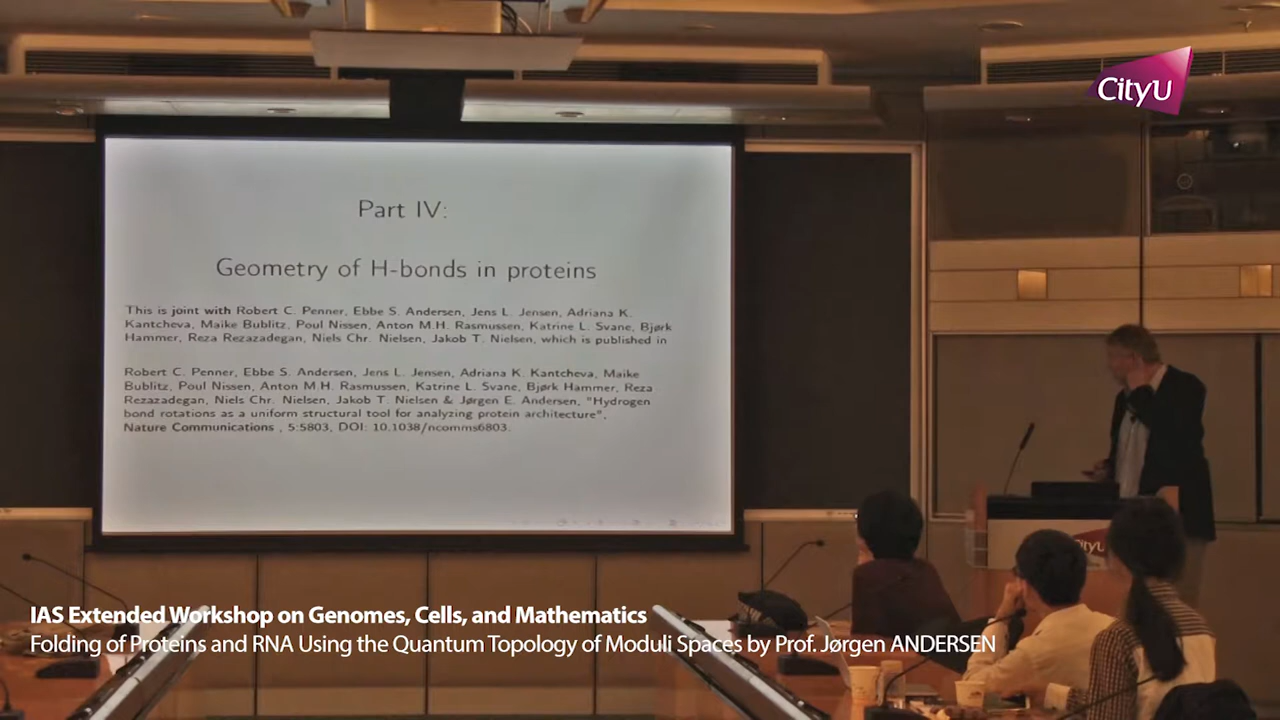 CityU
Part IV:
Geometry of H-bonds in proteins
This is joint with Robert C. Penner, Ebbe S. Andersen, Jens L. Jensen, Adriana K.
Kantcheva, Maike Bublitz, Poul Nissen, Anton M.H. Rasmussen, Katrine L. Svane, Bjørk
Hammer, Reza Rezazadegan, Niels Chr. Nielsen, Jakob T. Nielsen, which is published in
Robert C. Penner, Ebbe S. Andersen, Jens L. Jensen, Adriana K. Kantcheva, Maike
Bublitz, Poul Nissen, Anton M.H. Rasmussen, Katrine L. Svane, Bjørk Hammer, Reza
Rezazadegan, Niels Chr. Nielsen, Jakob T. Nielsen & Jørgen E. Andersen, "Hydrogen
bond rotations as a uniform structural tool for analyzing protein architecture",
Nature Communications , 5:5803, DOI: 10.1038/ncomms6803.
CityU
IAS Extended Workshop on Genomes, Cells, and Mathematics
Folding of Proteins and RNA Using the Quantum Topology of Moduli Spaces by Prof. Jørgen ANDERSEN